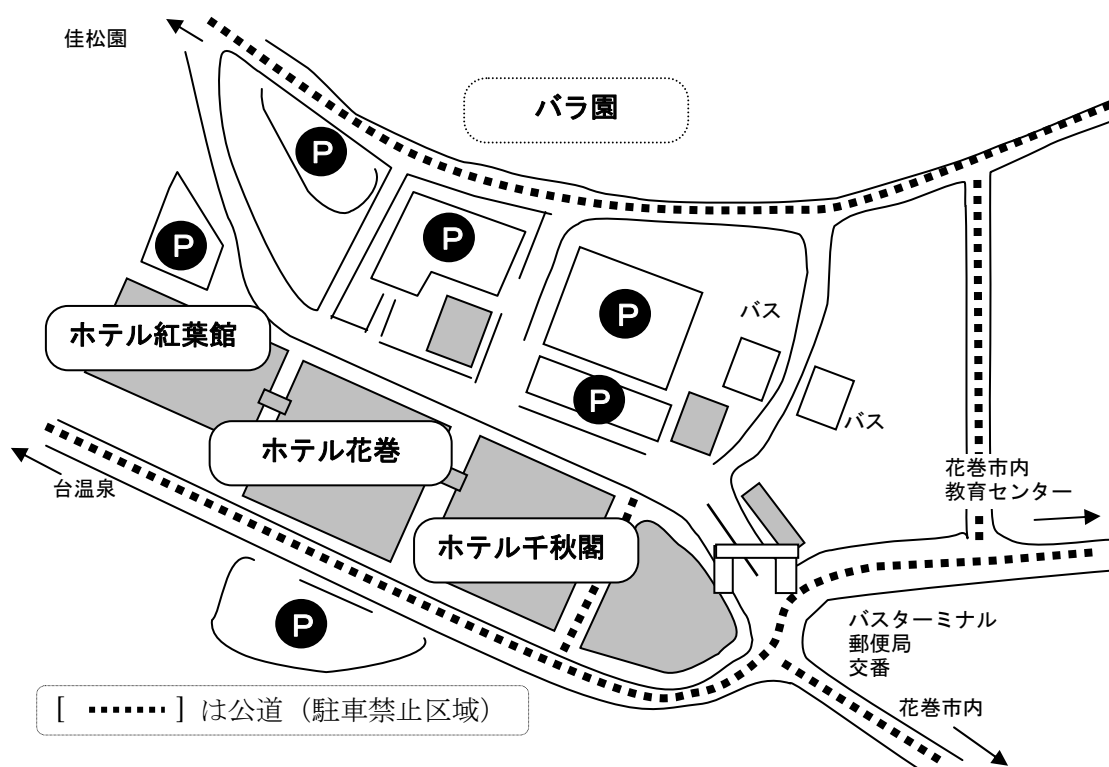 佳松園
バラ園
P
P
P
P
バス
ホテル紅葉館
P
バス
ホテル花巻
花巻市内
教育センター
台温泉
ホテル千秋閣
P
バスターミナル
郵便局
交番
[ ▪▪▪▪▪▪▪▪ ] は公道（駐車禁止区域）
花巻市内